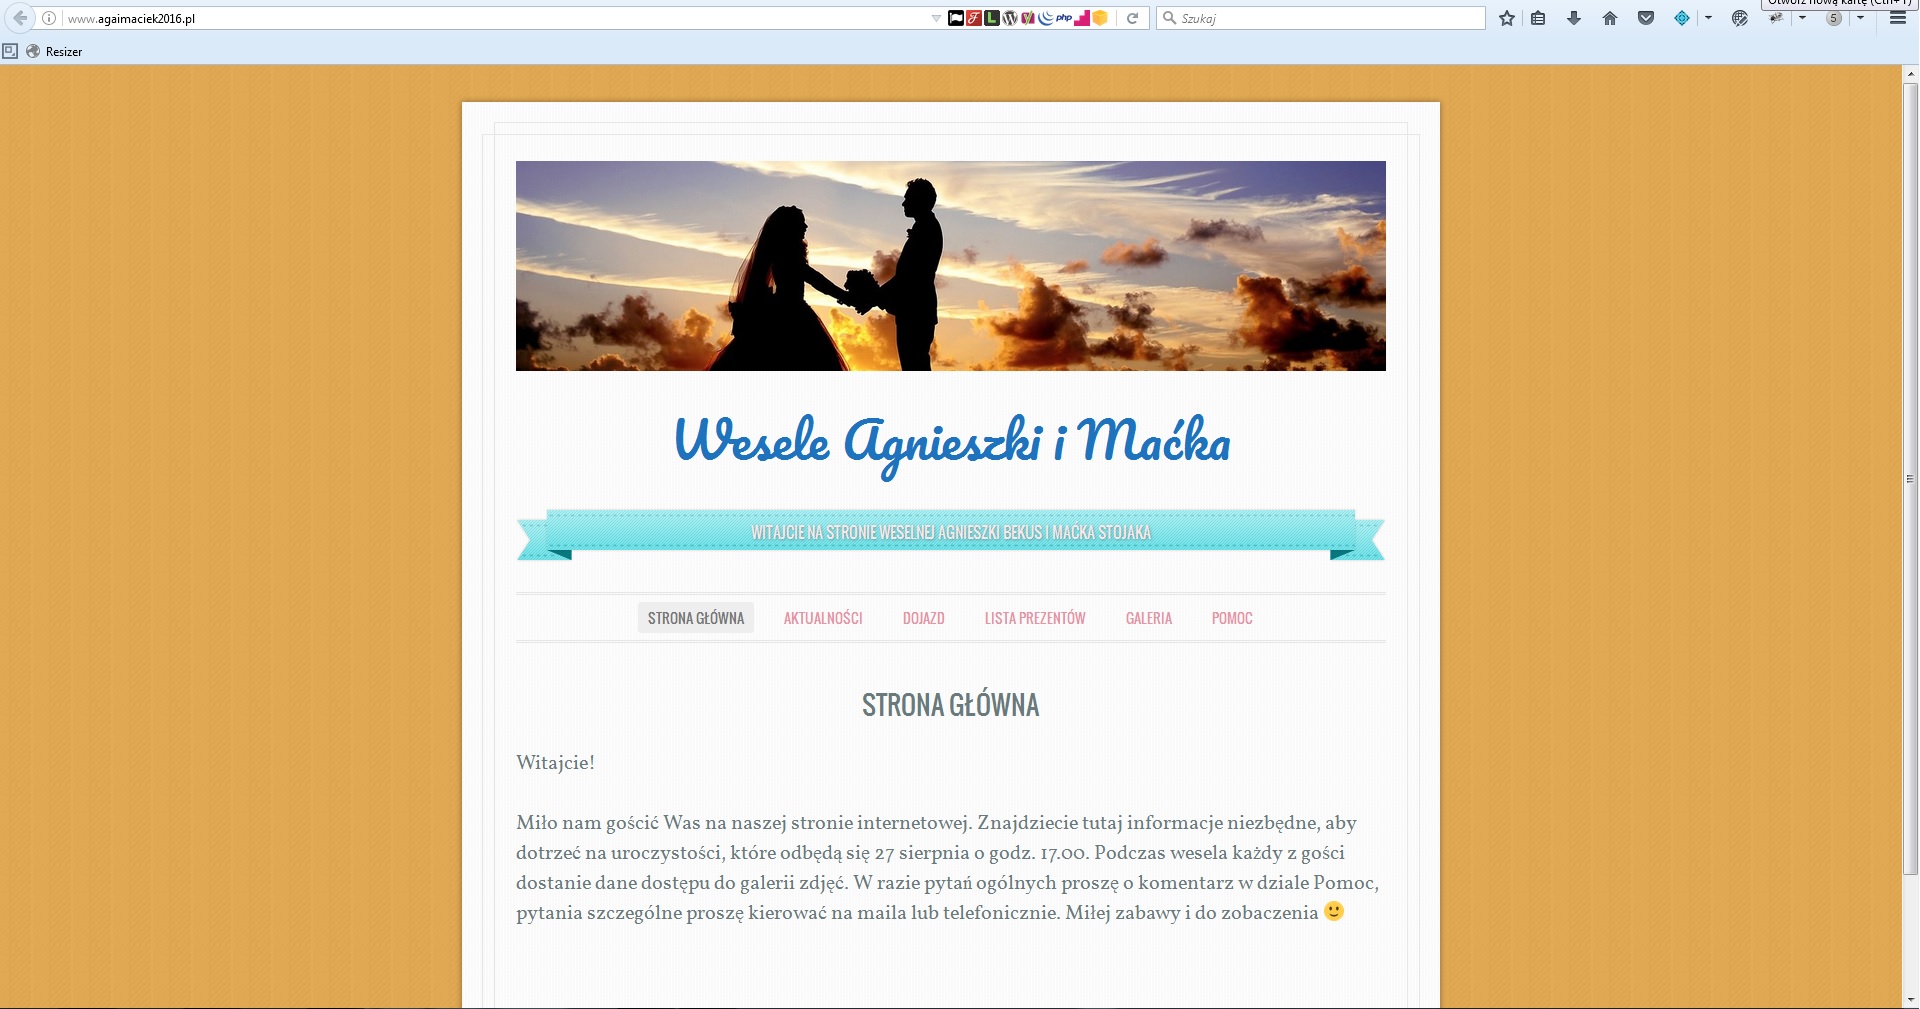 Otwórz nową kartę (Ctrl+T)
www.agaimaciek2016.pl
php
Szukaj
5
Resizer
Wesele Agnieszki i Maćka
WITAJCIE NA STRONIE WESELNEJ AGNIESZKI BEKUS I MAĆKA STOJAKA
STRONA GŁÓWNA AKTUALNOŚCI DOJAZD LISTA PREZENTÓW GALERIA POMOC
STRONA GŁÓWNA
Witajcie!
Miło nam gościć Was na naszej stronie internetowej. Znajdziecie tutaj informacje niezbędne, aby
dotrzeć na uroczystości, które odbędą się 27 sierpnia o godz. 17.00. Podczas wesela każdy z gości
dostanie dane dostępu do galerii zdjęć. W razie pytań ogólnych proszę o komentarz w dziale Pomoc,
pytania szczególne proszę kierować na maila lub telefonicznie. Miłej zabawy i do zobaczenia 🙂